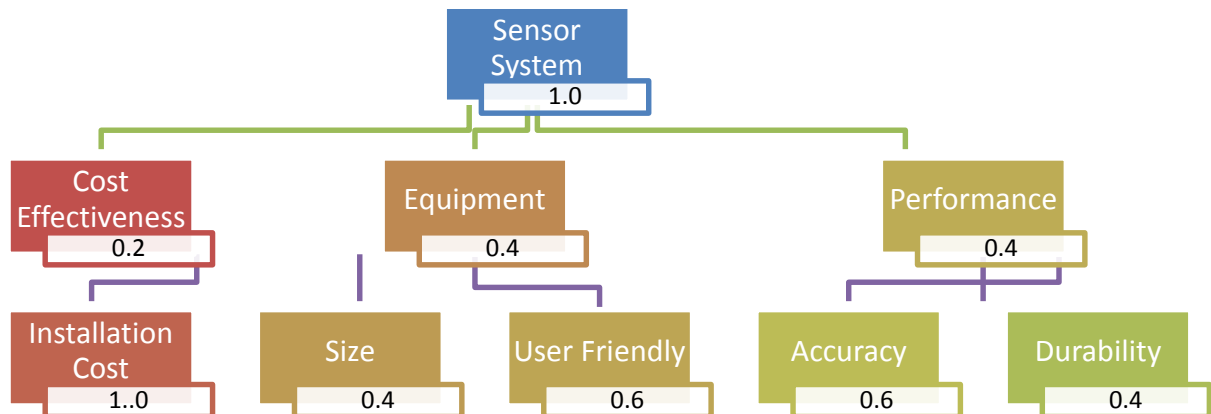 Sensor
System
1.0
Cost
Effectiveness
0.2
Equipment
0.4
Performance
0.4
Installation
Cost
1..0
Size
0.4
User Friendly
0.6
Accuracy
0.6
Durability
0.4